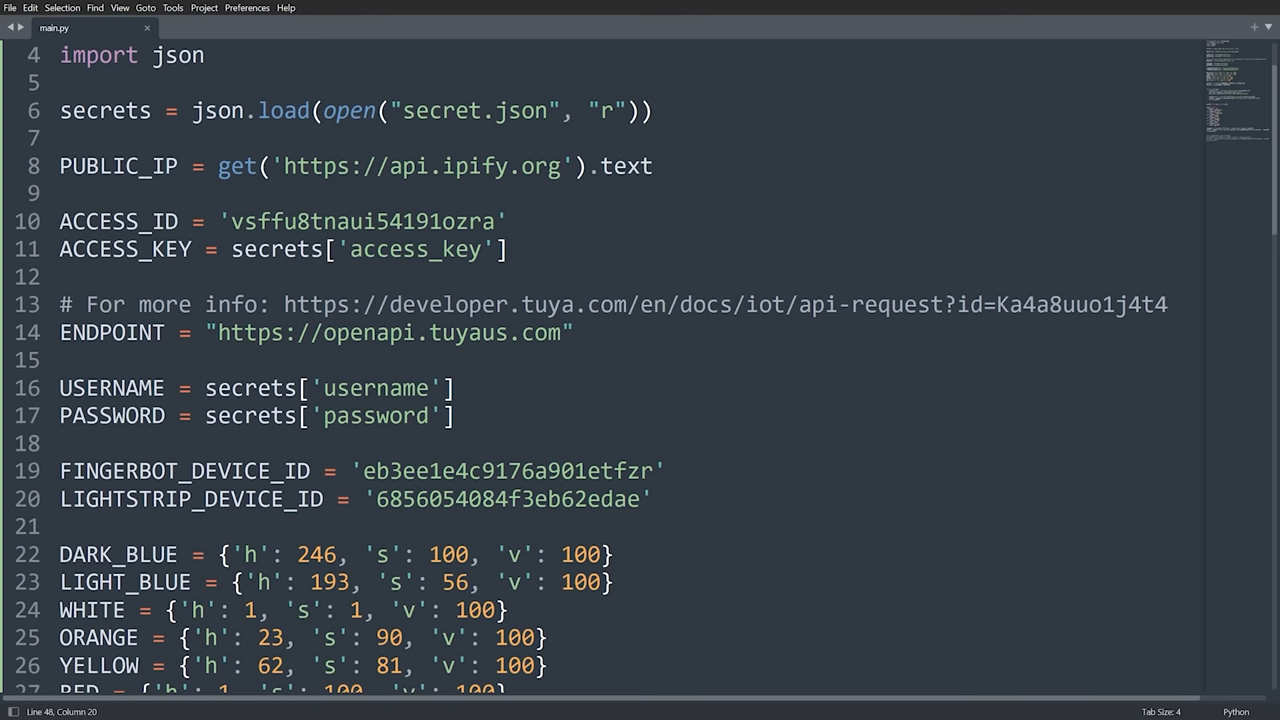 File Edit Selection Find View Goto Tools Project Preferences Help
main.py
4 import json
5
6 secrets = json.load(open("secret.json", "r"))
7
8 PUBLIC_IP = get('https://api.ipify.org').text
9
10 ACCESS_ID = 'vsffu8tnaui54191ozra'
11 ACCESS_KEY = secrets['access_key']
12
13 # For more info: https://developer.tuya.com/en/docs/iot/api-request?id=Ka4a8uuo1j4t4
14 ENDPOINT = "https://openapi.tuyaus.com"
15
16 USERNAME = secrets['username']
17 PASSWORD = secrets['password']
18
19 FINGERBOT_DEVICE_ID = 'eb3ee1e4c9176a901etfzr'
20 LIGHTSTRIP_DEVICE_ID = '6856054084f3eb62edae'
21
22 DARK_BLUE = {'h': 246, 's': 100, 'v': 100}
23 LIGHT_BLUE = {'h': 193, 's': 56, 'v': 100}
24 WHITE = {'h': 1, 's': 1, 'v': 100}
25 ORANGE = {'h': 23, 's': 90, 'v': 100}
26 YELLOW = {'h': 62, 's': 81, 'v': 100}
27 RED = {'h': 1, 's': 100, 'v': 100}
Line 48, Column 20
Tab Size: 4
Python